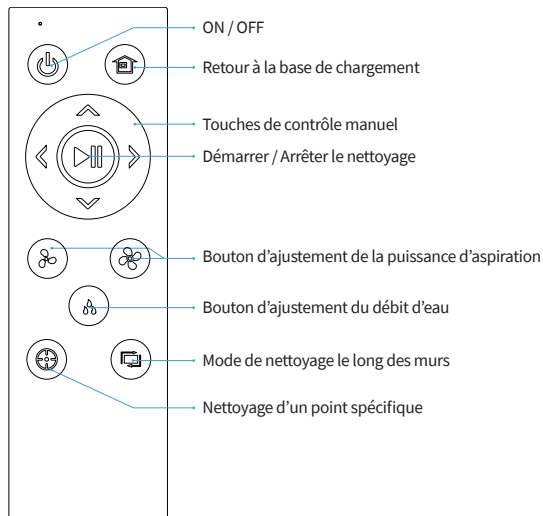 ON / OFF
Retour à la base de chargement
Touches de contrôle manuel
Démarrer / Arrêter le nettoyage
Bouton d’ajustement de la puissance d’aspiration
Bouton d’ajustement du débit d’eau
Mode de nettoyage le long des murs
Nettoyage d’un point spécifique